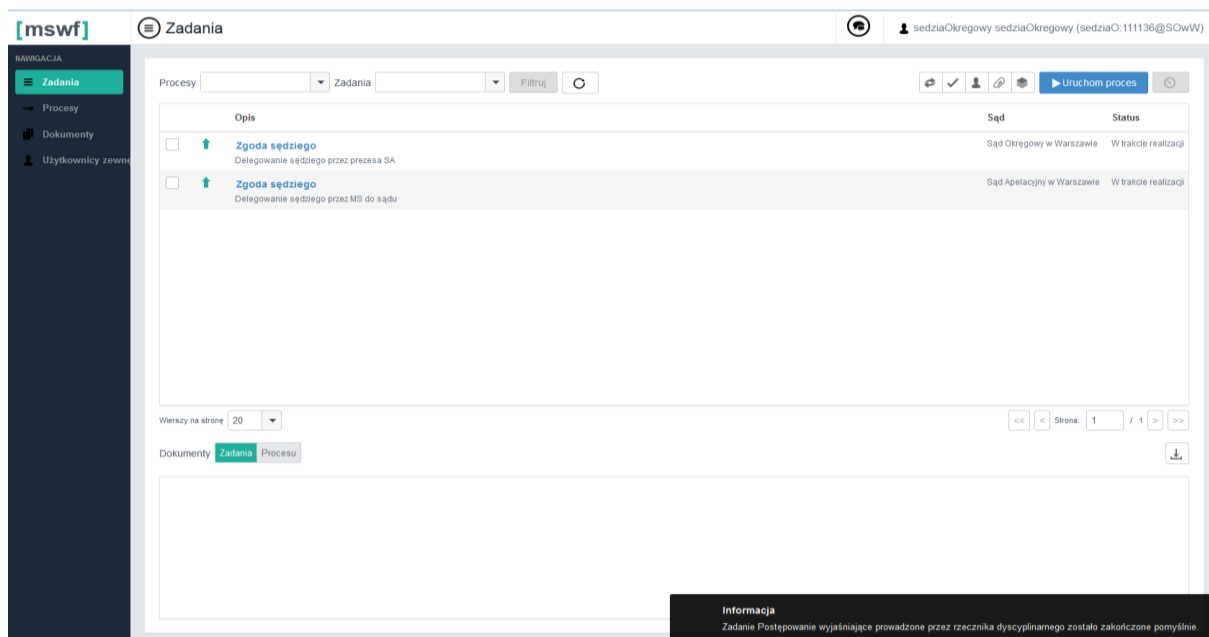 [mswf]
Zadania
sedziaOkregowy sedziaOkregowy (sedziaO:111136@SOwW)
NAWIGACJA
Zadania
Procesy
Dokumenty
Użytkownicy zewnę
Procesy Zadania Filtruj Uruchom proces
Opis Sąd Status
Zgoda sędziego Sąd Okręgowy w Warszawie W trakcie realizacji
Delegowanie sędziego przez prezesa SA
Zgoda sędziego Sąd Apelacyjny w Warszawie W trakcie realizacji
Delegowanie sędziego przez MS do sądu
Wierszy na stronę 20 << < Strona: 1 / 1 > >>
Dokumenty Zadania Procesu
Informacja
Zadanie Postępowanie wyjaśniające prowadzone przez rzecznika dyscyplinarnego zostało zakończone pomyślnie.